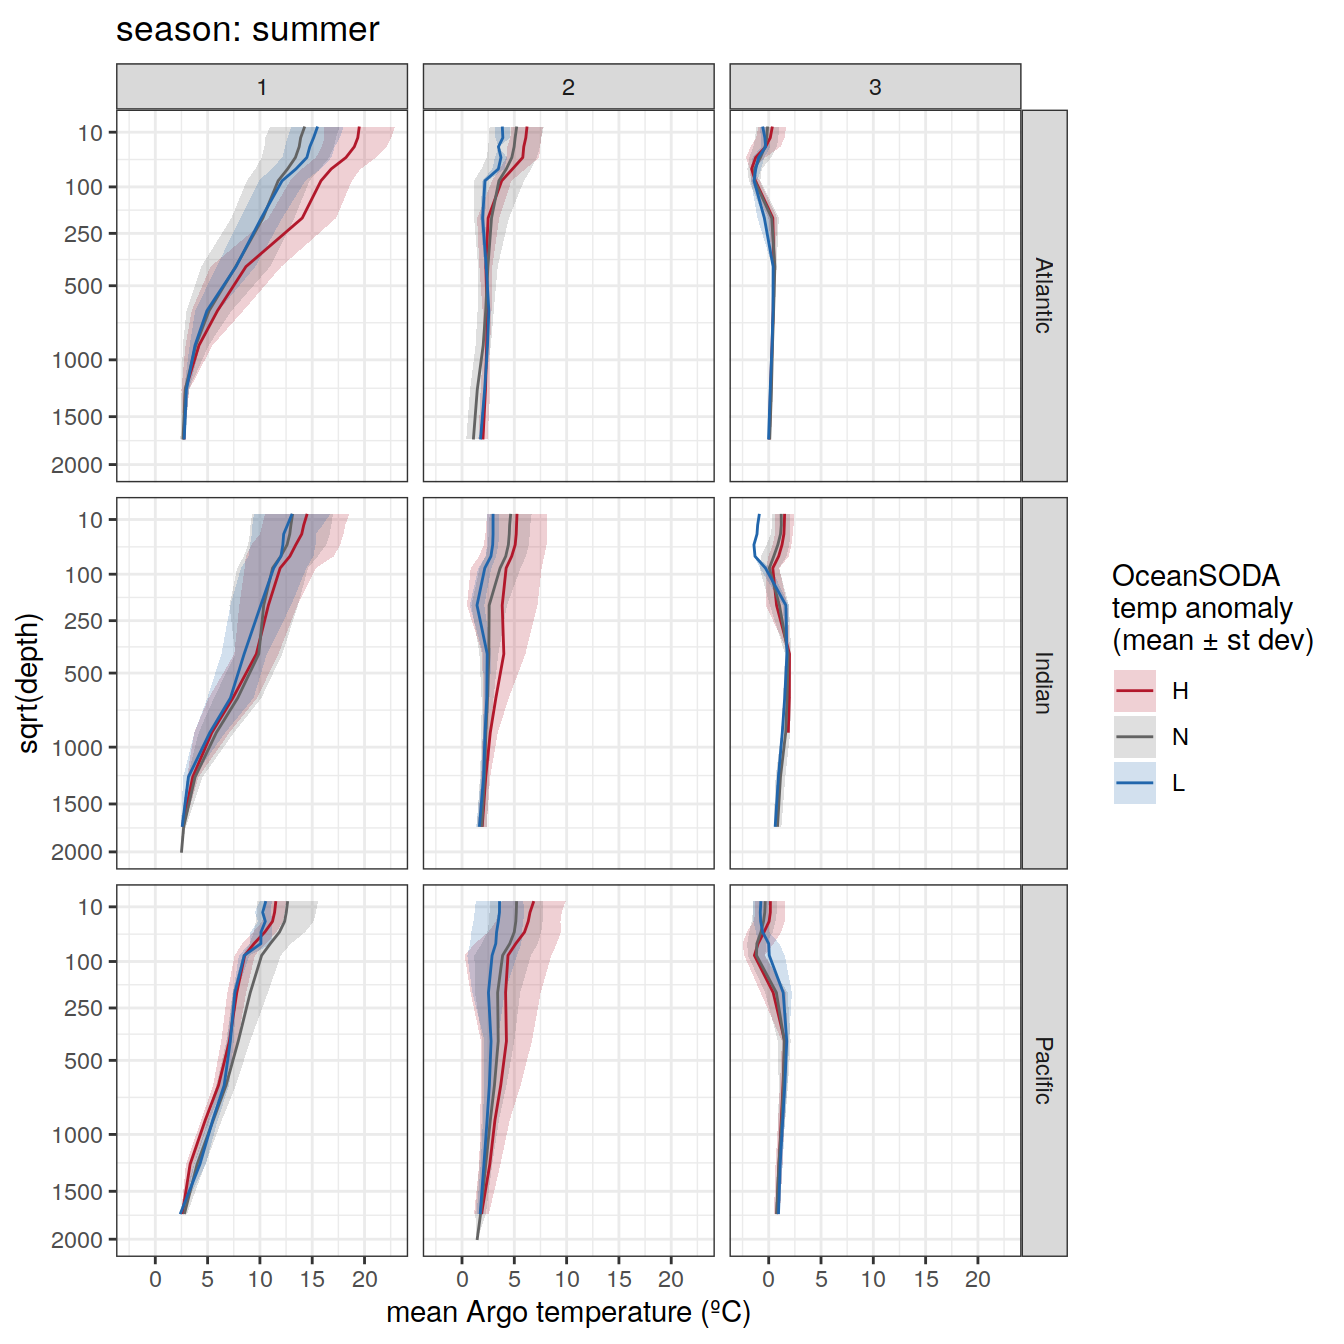 season: summer
1 2 3
10
100
250
500
1000
1500
2000
Atlantic
10
100
250
500
1000
1500
2000
Indian
10
100
250
500
1000
1500
2000
Pacific
sqrt(depth)
0 5 10 15 20 0 5 10 15 20 0 5 10 15 20
mean Argo temperature (ºC)
OceanSODA
temp anomaly
(mean ± st dev)
H
N
L